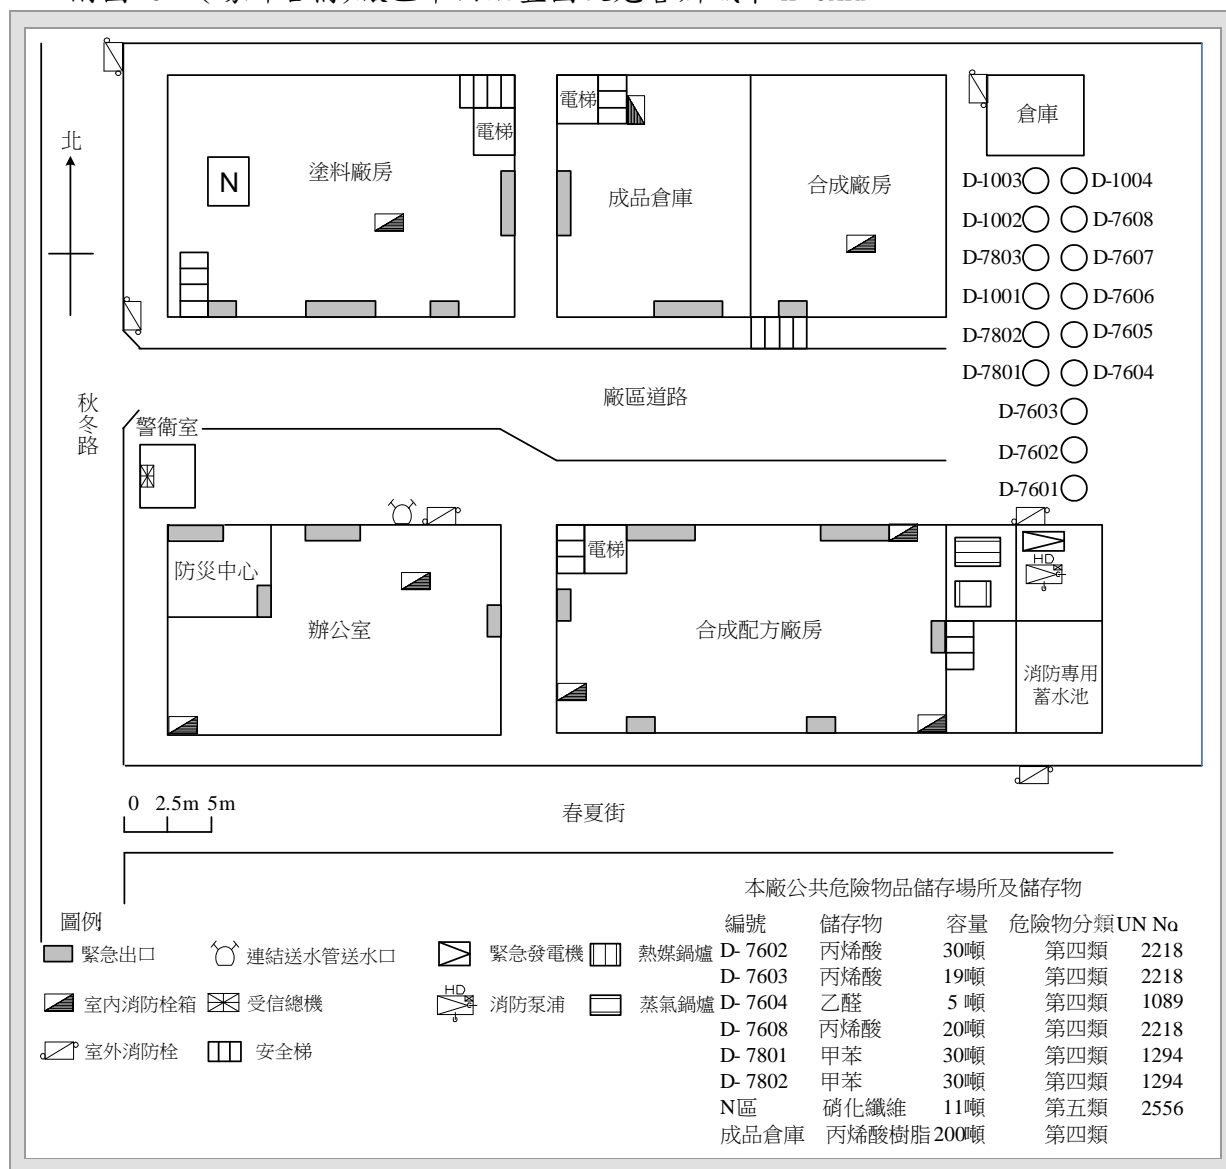 電梯
電梯
倉庫
北
N
塗料廠房
成品倉庫
合成廠房
D-1003
D-1004
D-1002
D-7608
D-7803
D-7607
D-1001
D-7606
D-7802
D-7605
D-7801
D-7604
D-7603
D-7602
D-7601
廠區道路
秋冬路
警衛室
防災中心
辦公室
電梯
合成配方廠房
HD
消防專用
蓄水池
0 2.5m 5m
春夏街
圖例
緊急出口
連結送水管送水口
緊急發電機
熱媒鍋爐
室內消防栓箱
受信總機
HD
消防泵浦
蒸氣鍋爐
室外消防栓
安全梯
本廠公共危險物品儲存場所及儲存物
編號 儲存物 容量 危險物分類 UN No
D- 7602 丙烯酸 30噸 第四類 2218
D- 7603 丙烯酸 19噸 第四類 2218
D- 7604 乙醛 5 噸 第四類 1089
D- 7608 丙烯酸 20噸 第四類 2218
D- 7801 甲苯 30噸 第四類 1294
D- 7802 甲苯 30噸 第四類 1294
N區 硝化纖維 11噸 第五類 2556
成品倉庫 丙烯酸樹脂 200噸 第四類